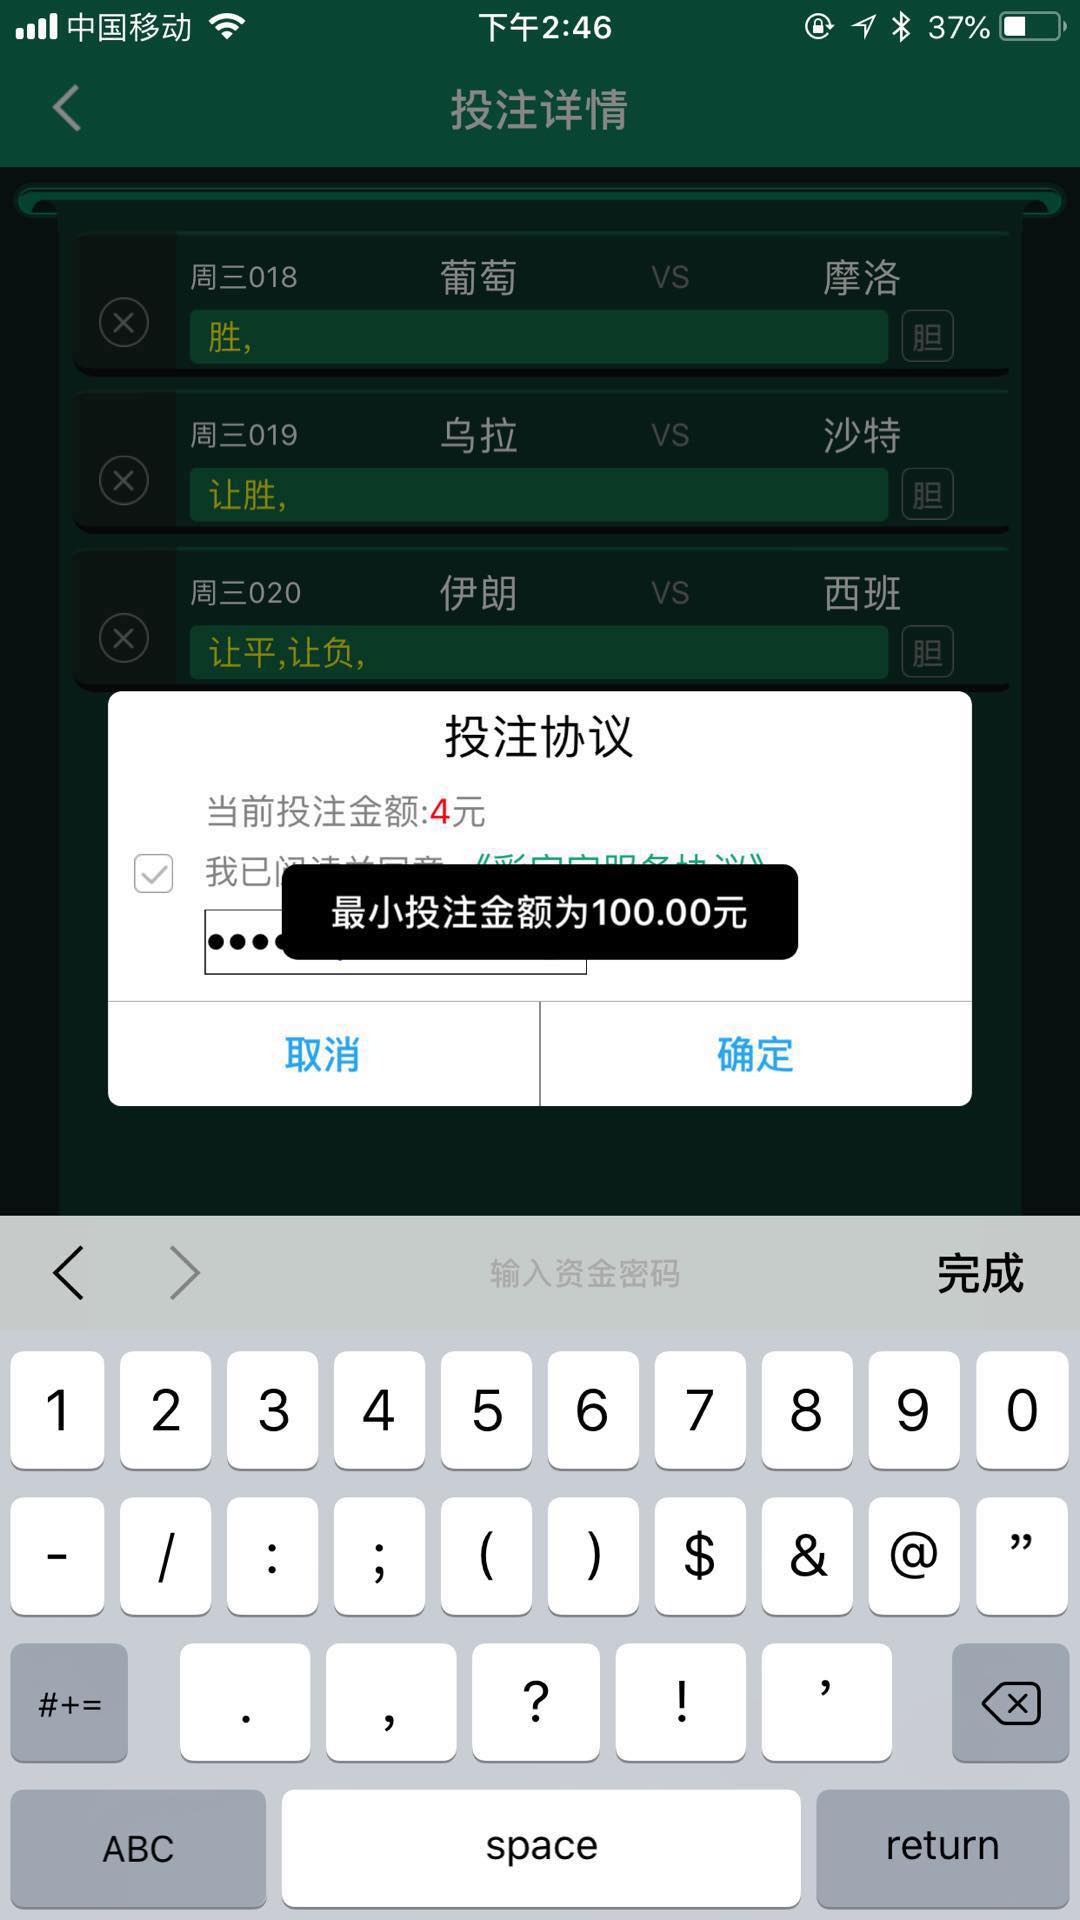 中国移动 下午2:46 37%
投注详情
周三018 葡萄 VS 摩洛
胜, 胆
周三019 乌拉 VS 沙特
让胜, 胆
周三020 伊朗 VS 西班
让平,让负, 胆
投注协议
当前投注金额:4元
我已
最小投注金额为100.00元
取消 确定
输入资金密码 完成
1 2 3 4 5 6 7 8 9 0
- / : ; ( ) $ & @ ”
#+= . , ? ! ’
ABC space return